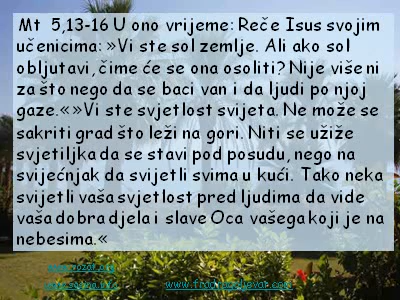 Mt 5,13-16 U ono vrijeme: Reče Isus svojim
učenicima: »Vi ste sol zemlje. Ali ako sol
obljutavi, čime će se ona osoliti? Nije više ni
za što nego da se baci van i da ljudi po njoj
gaze.«»Vi ste svjetlost svijeta. Ne može se
sakriti grad što leži na gori. Niti se užiže
svjetiljka da se stavi pod posudu, nego na
svijećnjak da svijetli svima u kući. Tako neka
svijetli vaša svjetlost pred ljudima da vide
vaša dobra djela i slave Oca vašega koji je na
nebesima.«